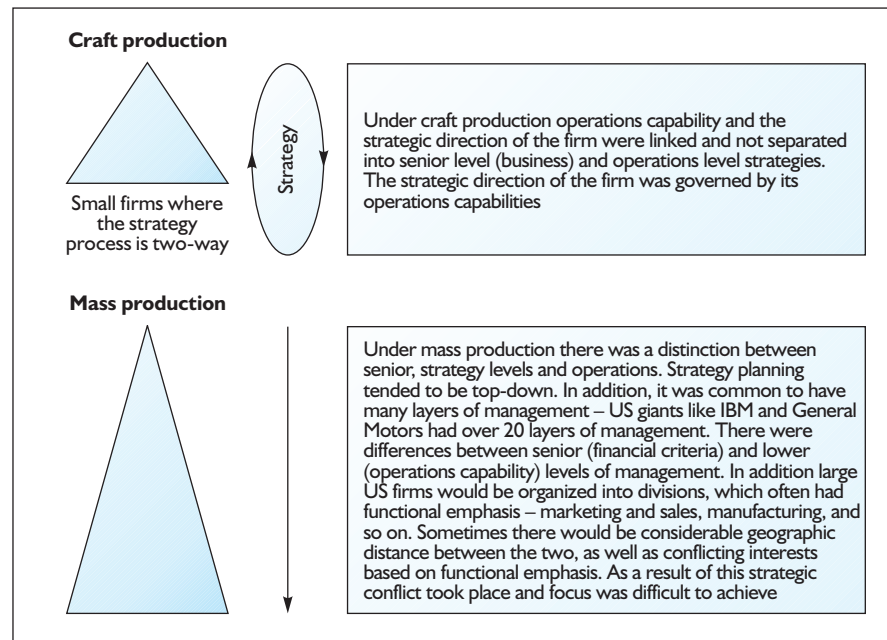 Craft production
Small firms where
the strategy
process is two-way
Strategy
Under craft production operations capability and the
strategic direction of the firm were linked and not separated
into senior level (business) and operations level strategies.
The strategic direction of the firm was governed by its
operations capabilities
Mass production
Under mass production there was a distinction between
senior, strategy levels and operations. Strategy planning
tended to be top-down. In addition, it was common to have
many layers of management – US giants like IBM and General
Motors had over 20 layers of management. There were
differences between senior (financial criteria) and lower
(operations capability) levels of management. In addition large
US firms would be organized into divisions, which often had
functional emphasis – marketing and sales, manufacturing, and
so on. Sometimes there would be considerable geographic
distance between the two, as well as conflicting interests
based on functional emphasis. As a result of this strategic
conflict took place and focus was difficult to achieve